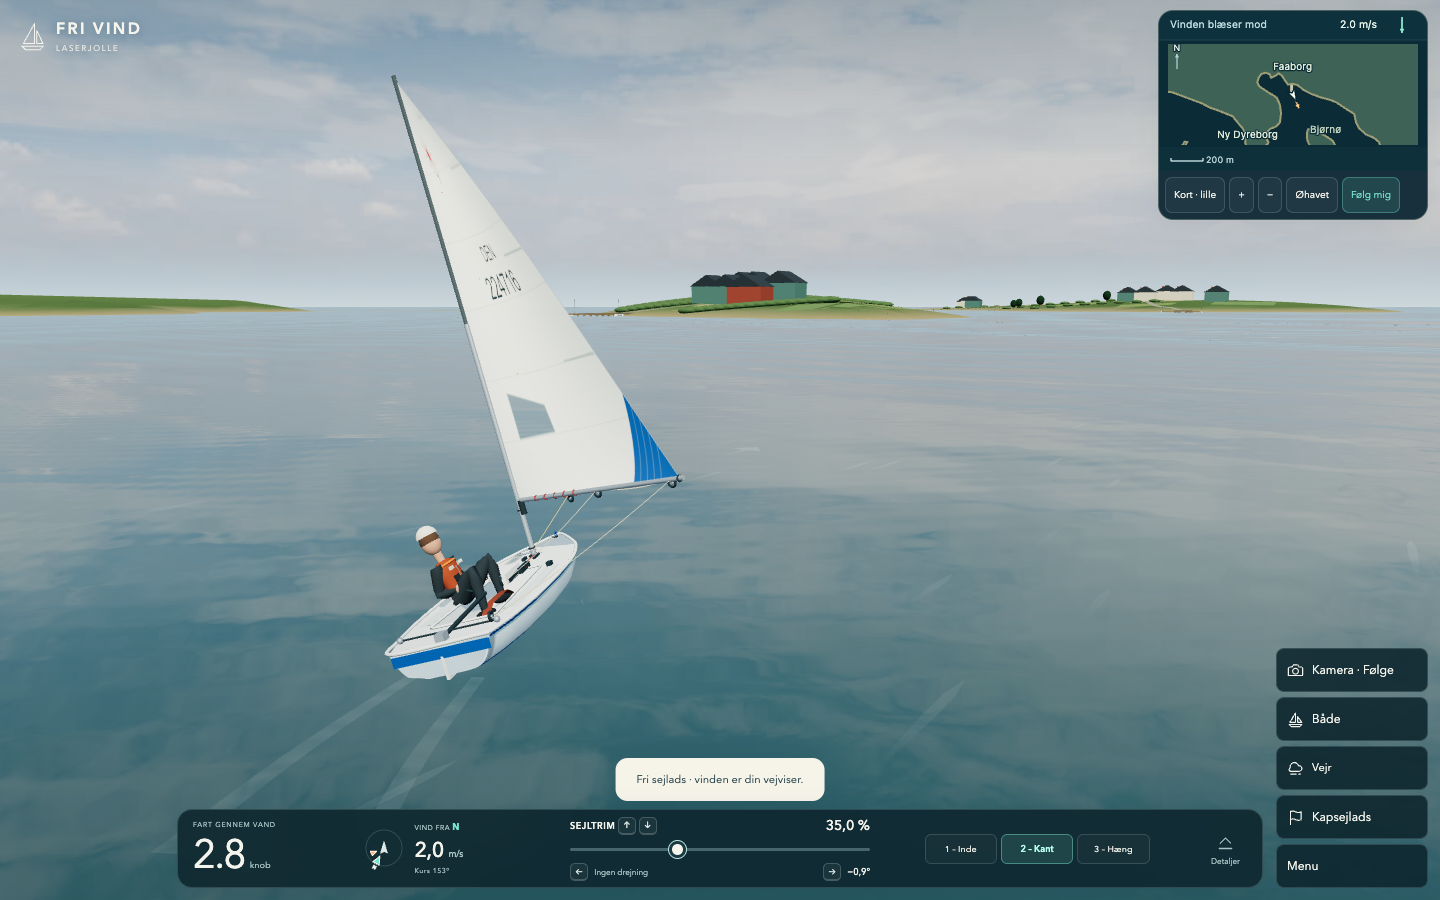 FRI VIND
LASERJOLLE
Vinden blæser mod 2.0 m/s
N
Faaborg
Ny Dyreborg
Bjørnø
200 m
Kort · lille + − Øhavet Følg mig
DEN
224716
Kamera · Følge
Både
Vejr
Kapsejlads
Menu
Fri sejlads · vinden er din vejviser.
FART GENNEM VAND
2.8 knob
VIND FRA N
2,0 m/s
Kurs 153°
SEJLTRIM ↑ ↓ 35,0 %
← Ingen drejning → −0,9°
1 – Inde 2 – Kant 3 – Hæng
Detaljer